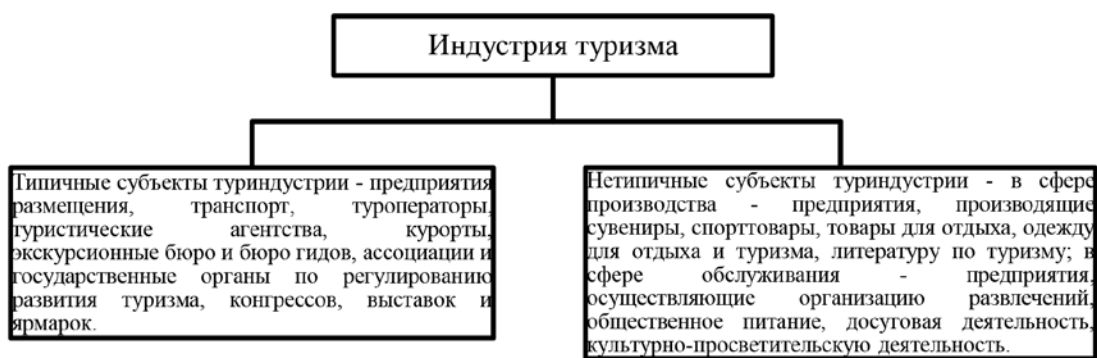 Индустрия туризма
Типичные субъекты туриндустрии - предприятия
размещения, транспорт, туроператоры,
туристические агентства, курорты,
экскурсионные бюро и бюро гидов, ассоциации и
государственные органы по регулированию
развития туризма, конгрессов, выставок и
ярмарок.
Нетипичные субъекты туриндустрии - в сфере
производства - предприятия, производящие
сувениры, спорттовары, товары для отдыха, одежду
для отдыха и туризма, литературу по туризму; в
сфере обслуживания - предприятия,
осуществляющие организацию развлечений,
общественное питание, досуговая деятельность,
культурно-просветительскую деятельность.